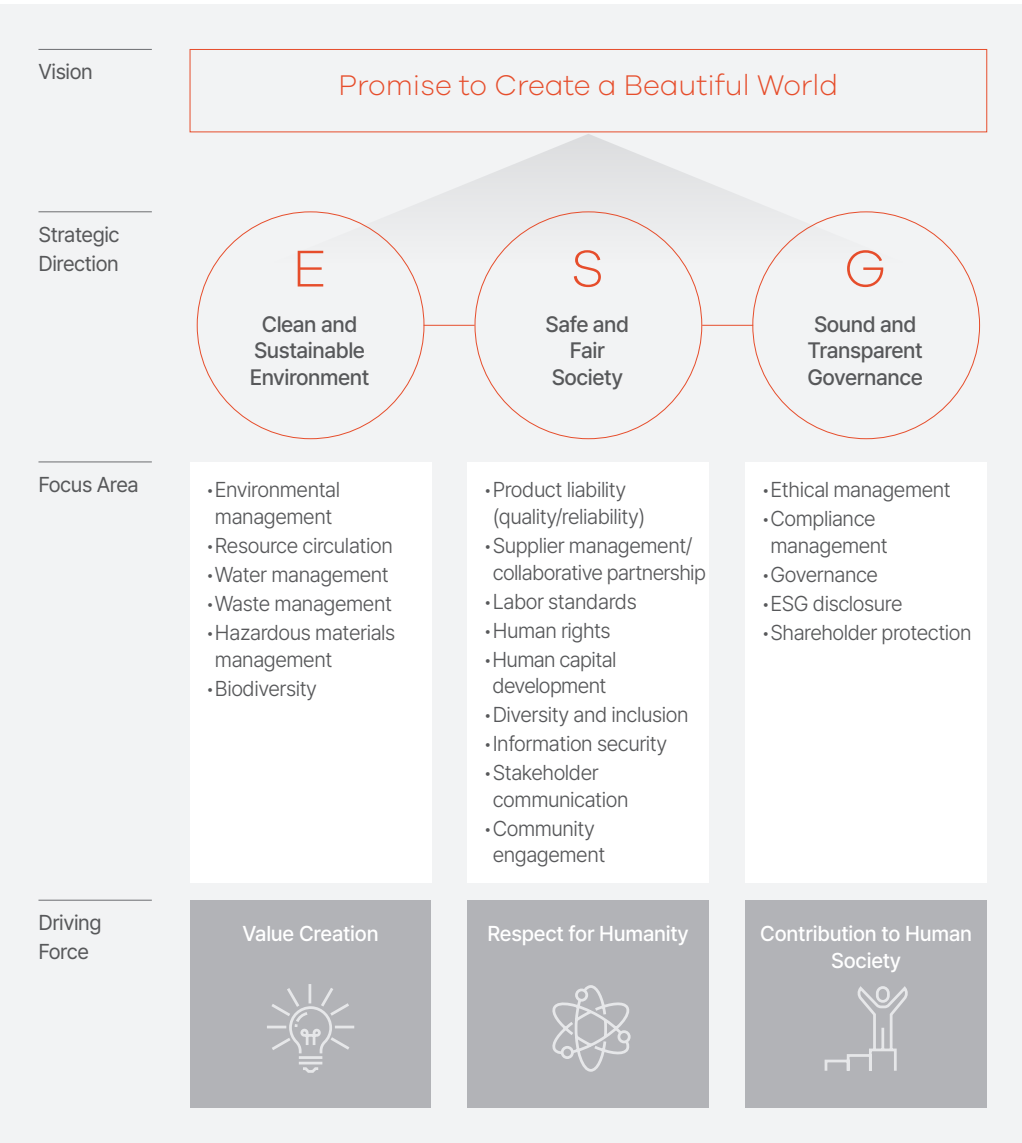 Vision
Promise to Create a Beautiful World
Strategic
Direction
E
Clean and
Sustainable
Environment
S
Safe and
Fair
Society
G
Sound and
Transparent
Governance
Focus Area
·Environmental
management
·Resource circulation
·Water management
·Waste management
·Hazardous materials
management
·Biodiversity
·Product liability
(quality/reliability)
·Supplier management/
collaborative partnership
·Labor standards
·Human rights
·Human capital
development
·Diversity and inclusion
·Information security
·Stakeholder
communication
·Community
engagement
·Ethical management
·Compliance
management
·Governance
·ESG disclosure
·Shareholder protection
Driving
Force
Value Creation
Respect for Humanity
Contribution to Human
Society